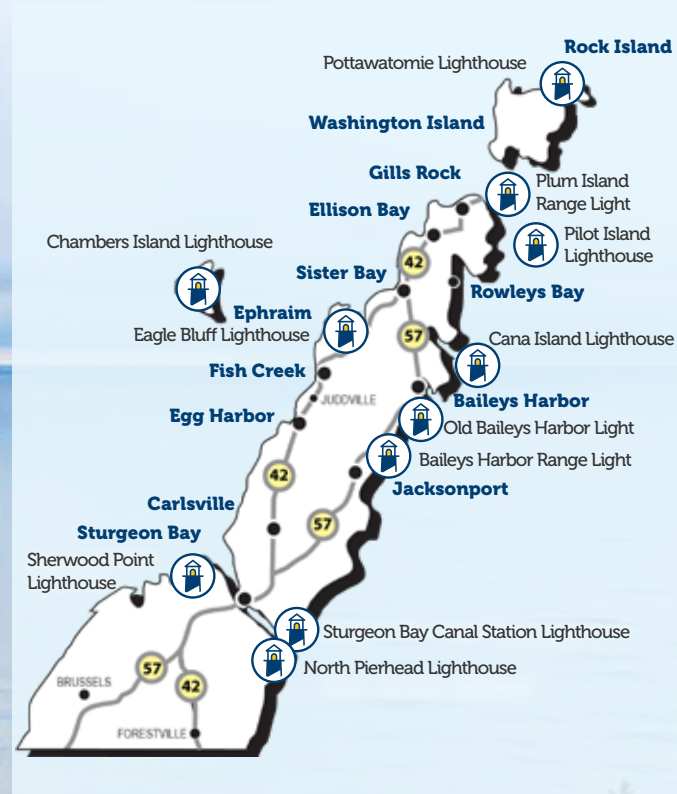 Rock Island
Pottawatomie Lighthouse
Washington Island
Gills Rock
Plum Island
Range Light
Ellison Bay
Pilot Island
Lighthouse
Chambers Island Lighthouse
42
Sister Bay
Rowleys Bay
Ephraim
Eagle Bluff Lighthouse
57
Cana Island Lighthouse
Fish Creek
JUDDVILLE
Baileys Harbor
Egg Harbor
Old Baileys Harbor Light
Baileys Harbor Range Light
42
Jacksonport
Carlsville
57
Sturgeon Bay
Sherwood Point
Lighthouse
Sturgeon Bay Canal Station Lighthouse
North Pierhead Lighthouse
57
BRUSSELS
42
FORESTVILLE